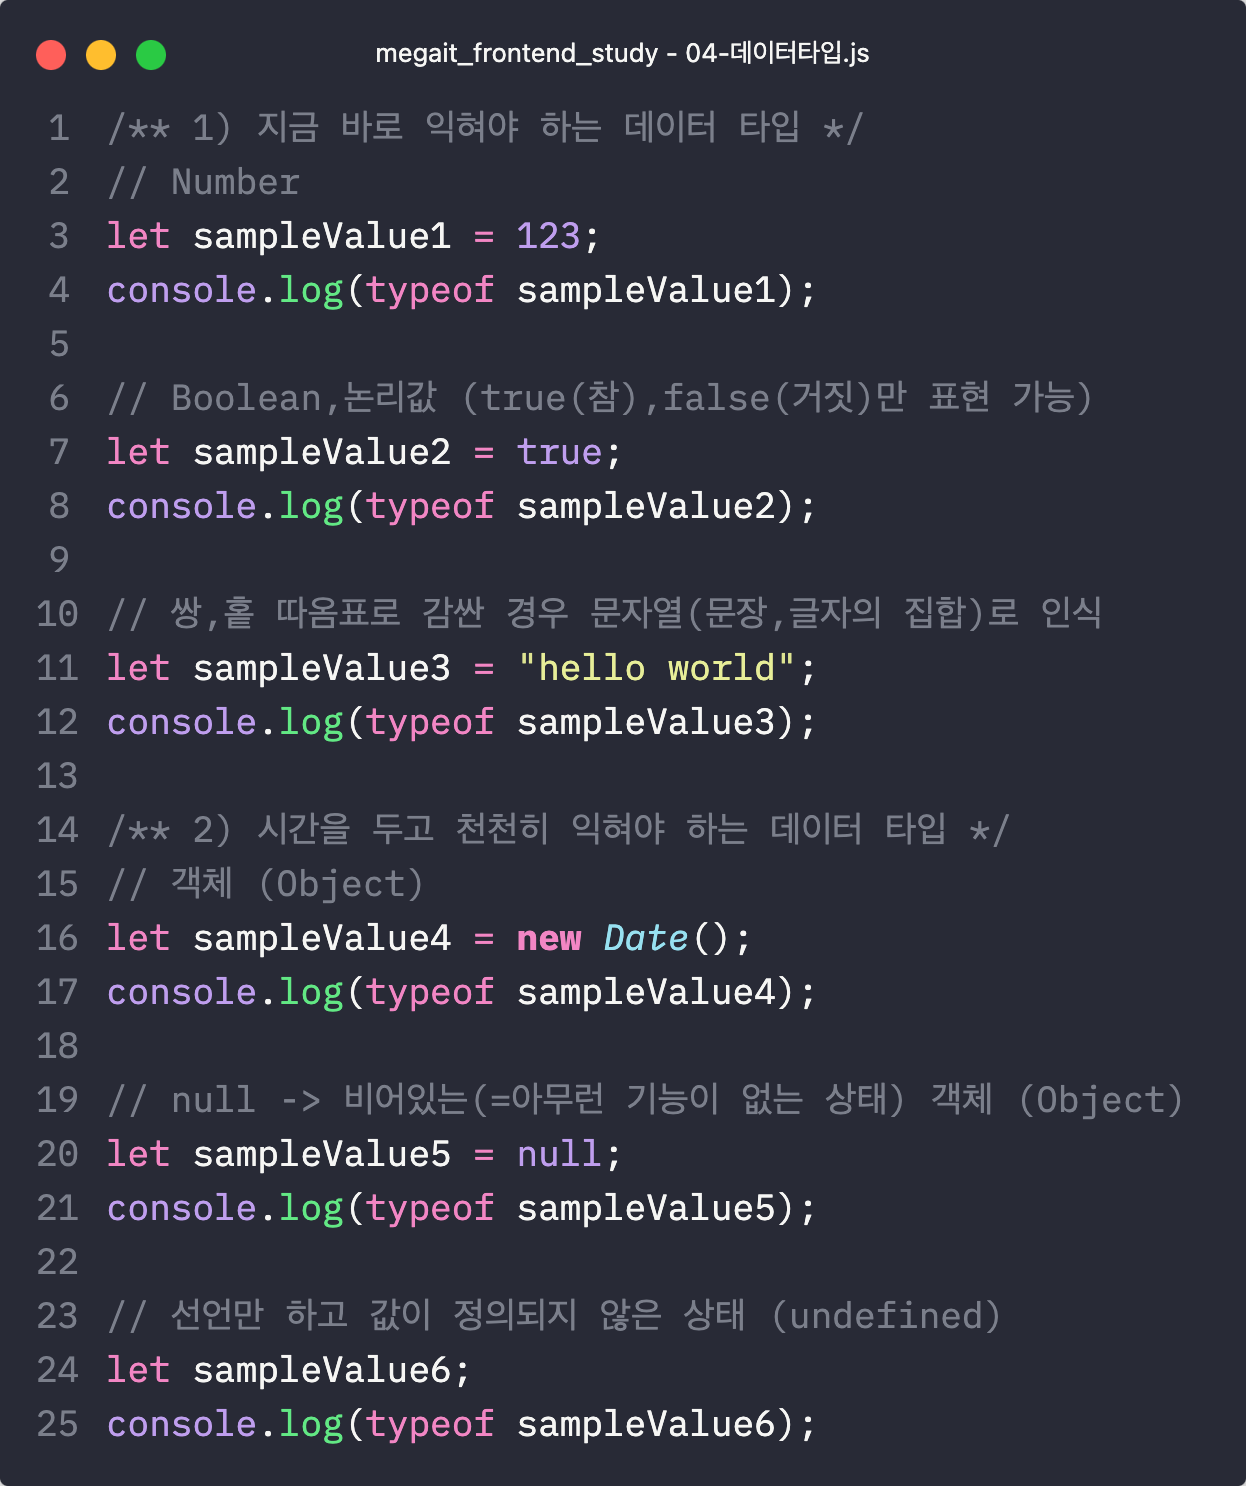 megait_frontend_study - 04-데이터타입.js
1 /** 1) 지금 바로 익혀야 하는 데이터 타입 */
2 // Number
3 let sampleValue1 = 123;
4 console.log(typeof sampleValue1);
5
6 // Boolean,논리값 (true(참),false(거짓)만 표현 가능)
7 let sampleValue2 = true;
8 console.log(typeof sampleValue2);
9
10 // 쌍,홑 따옴표로 감싼 경우 문자열(문장,글자의 집합)로 인식
11 let sampleValue3 = "hello world";
12 console.log(typeof sampleValue3);
13
14 /** 2) 시간을 두고 천천히 익혀야 하는 데이터 타입 */
15 // 객체 (Object)
16 let sampleValue4 = new Date();
17 console.log(typeof sampleValue4);
18
19 // null -> 비어있는(=아무런 기능이 없는 상태) 객체 (Object)
20 let sampleValue5 = null;
21 console.log(typeof sampleValue5);
22
23 // 선언만 하고 값이 정의되지 않은 상태 (undefined)
24 let sampleValue6;
25 console.log(typeof sampleValue6);